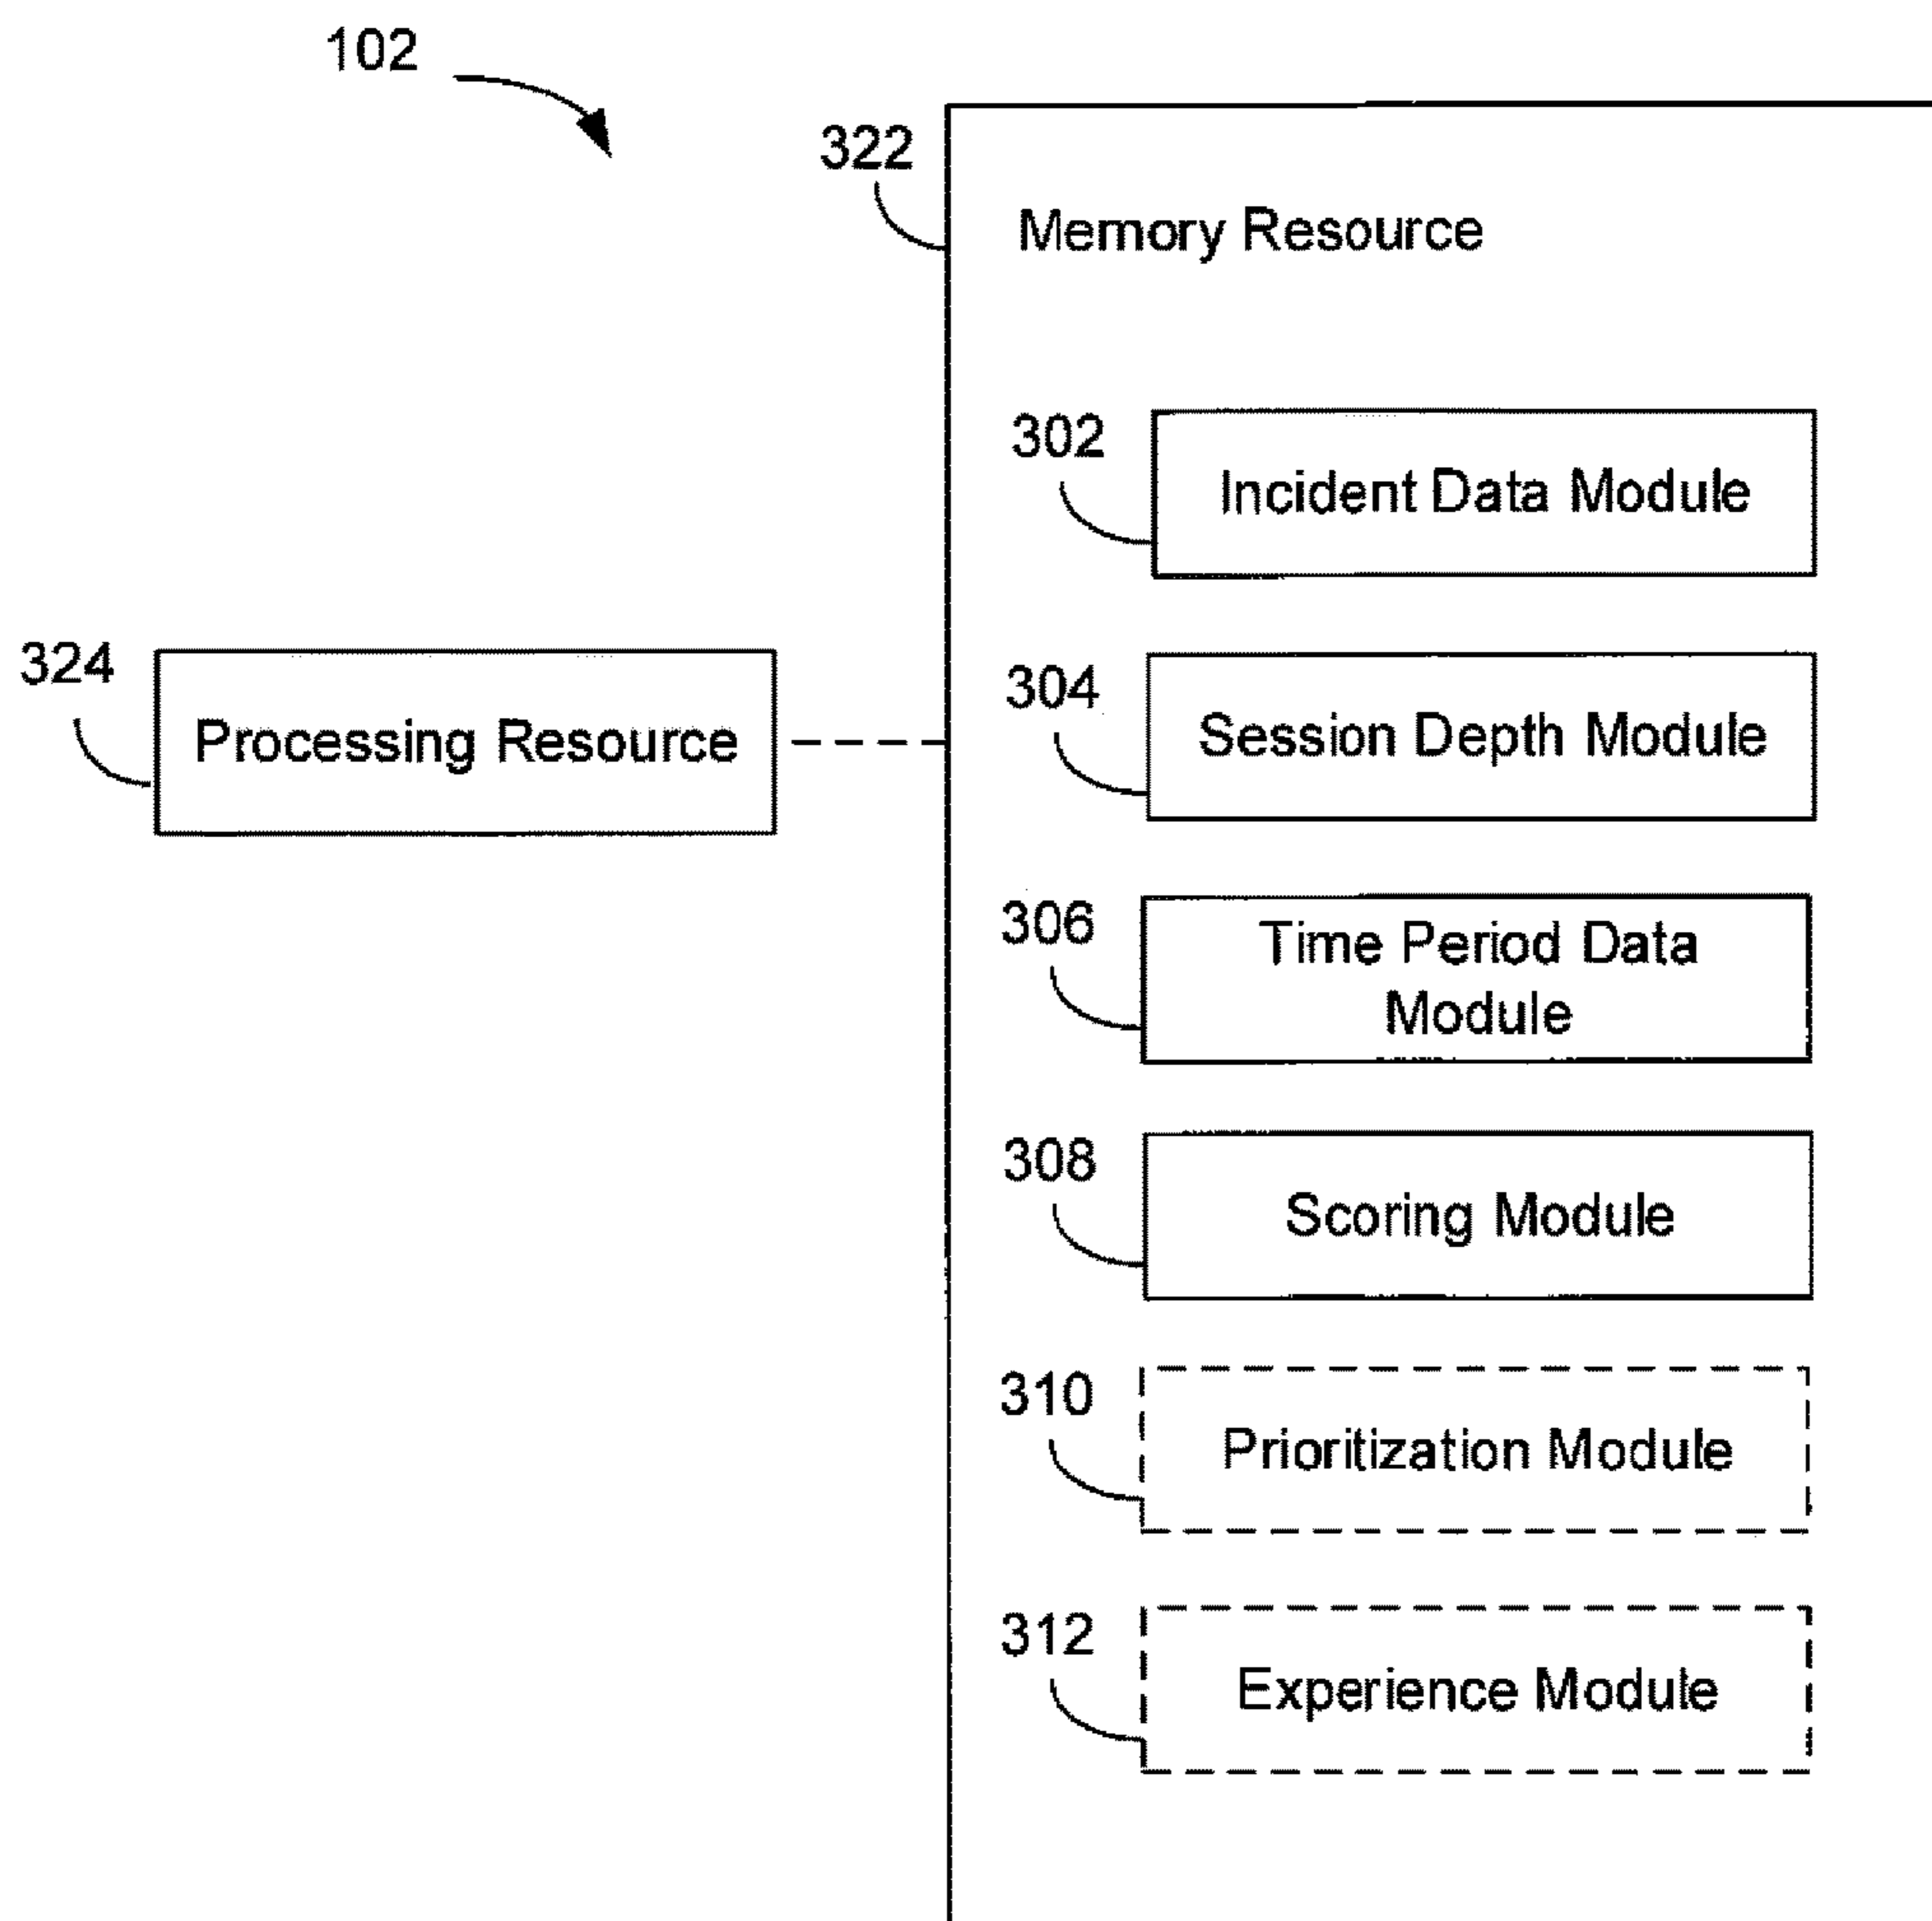 102
322
Memory Resource
302
Incident Data Module
324
Processing Resource
304
Session Depth Module
306
Time Period Data
Module
308
Scoring Module
310
Prioritization Module
312
Experience Module